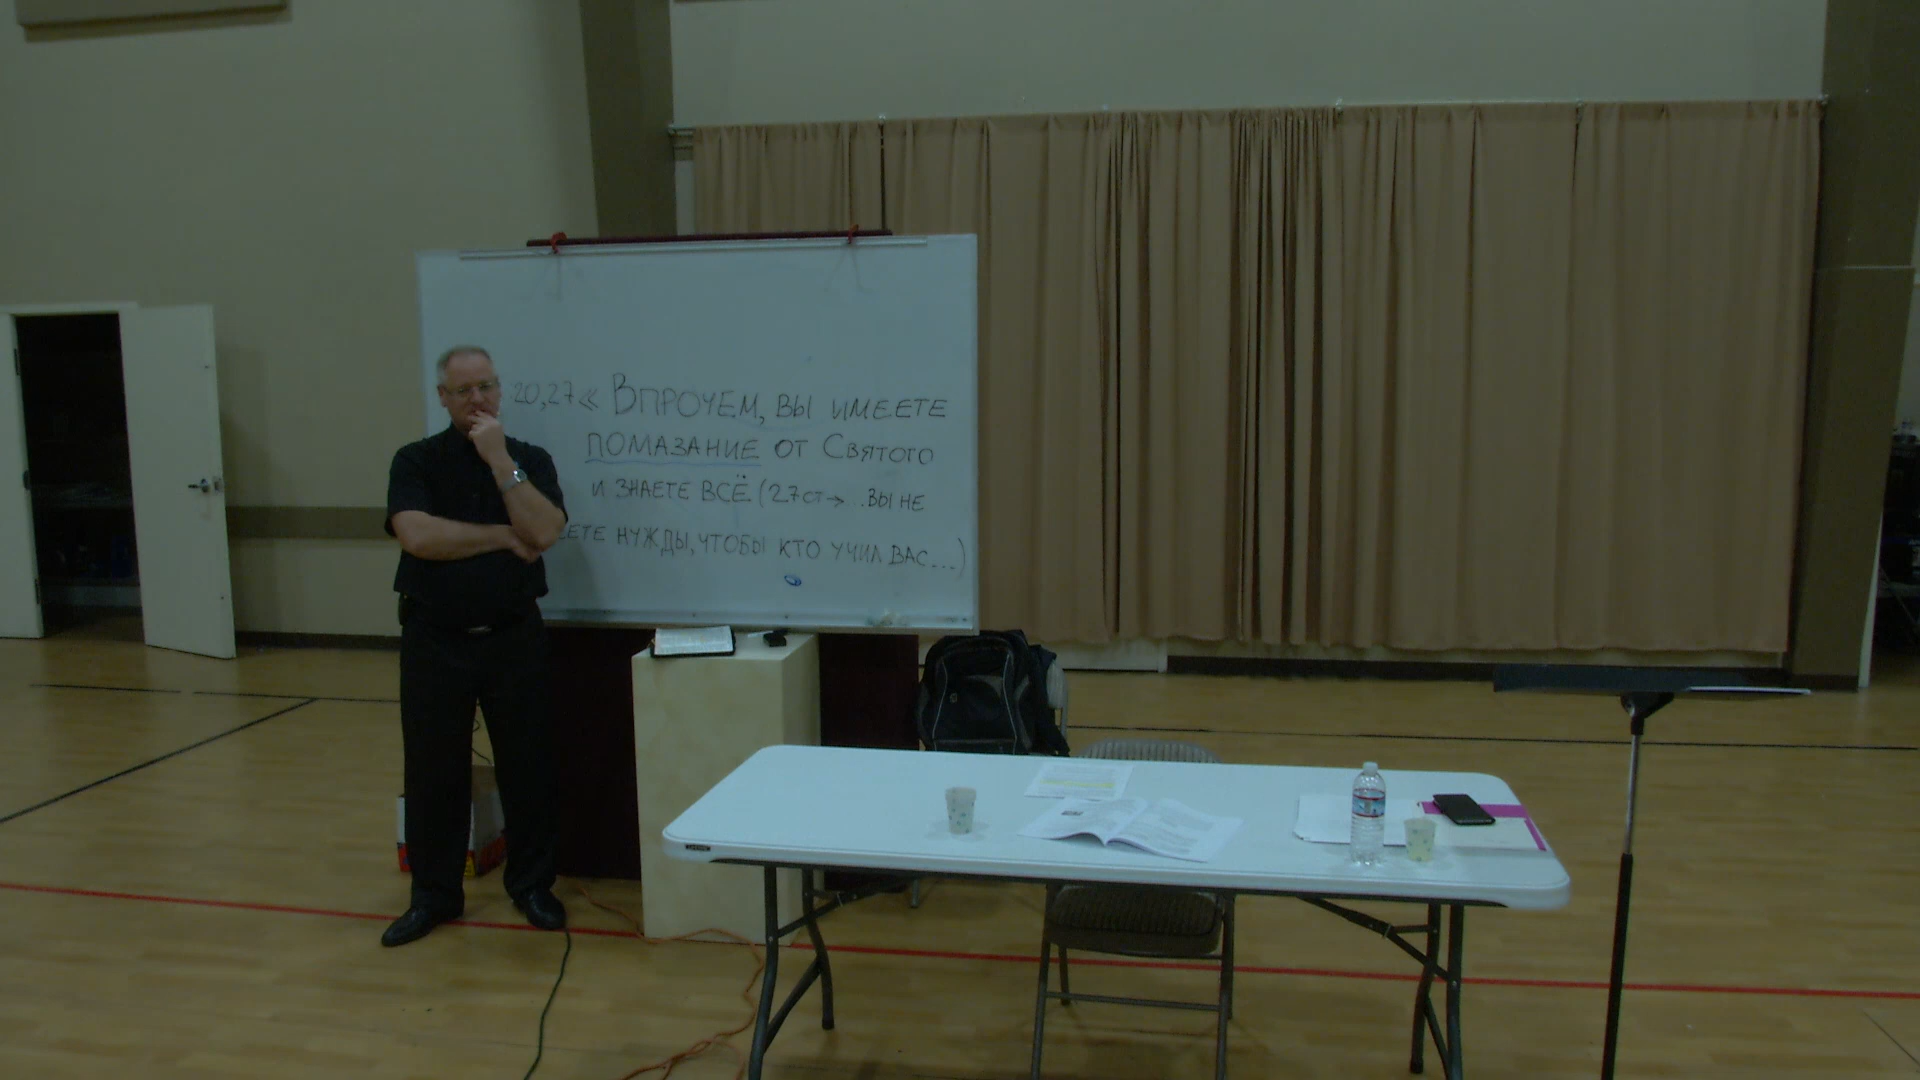 20,27 « Впрочем, вы имеете
помазание от Святого
и знаете всё (27 ст → ...вы не
еете нужды, чтобы кто учил вас...)